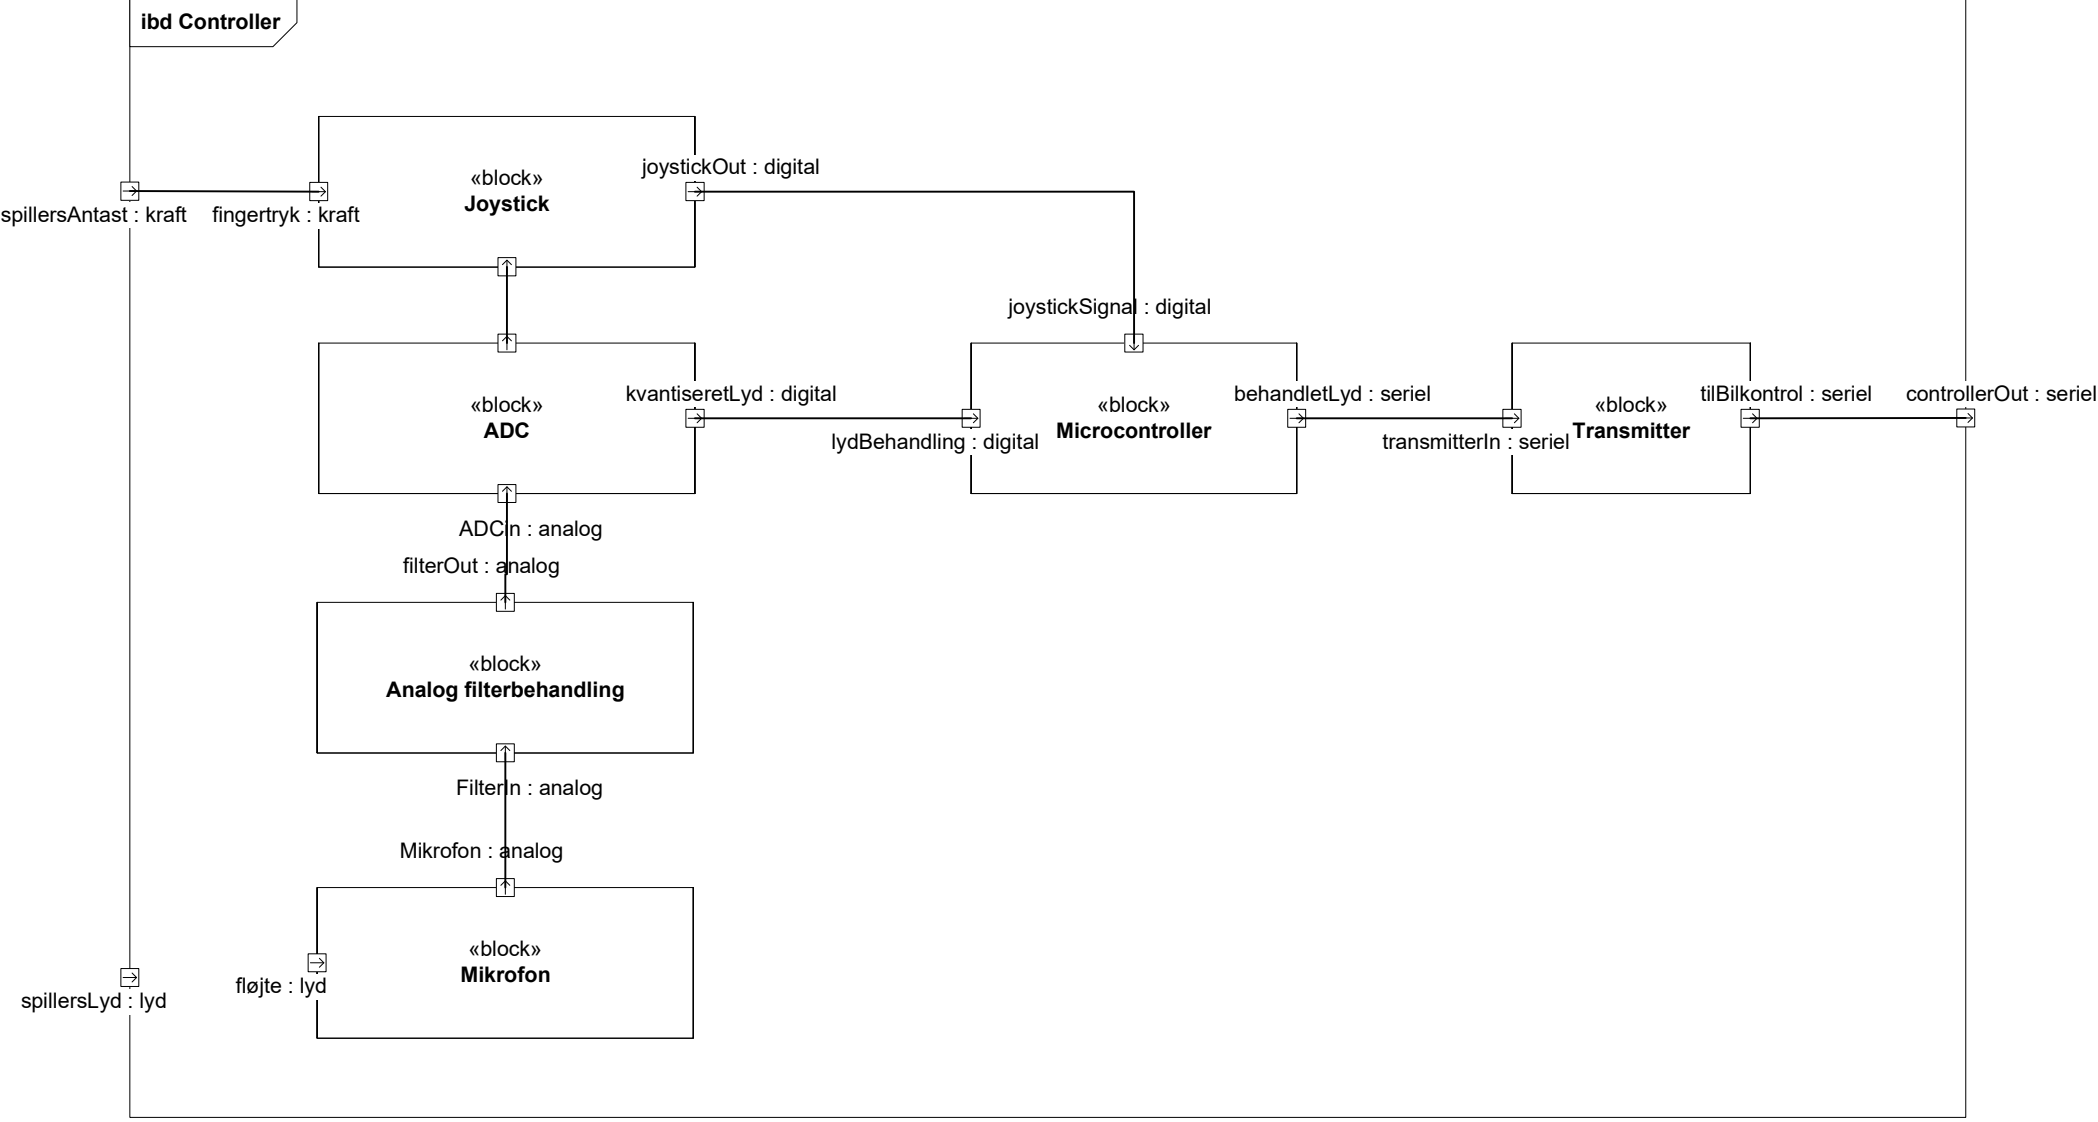 ibd Controller
joystickOut : digital
«block»
Joystick
spillersAntast : kraft
fingertryk : kraft
joystickSignal : digital
kvantiseretLyd : digital
behandletLyd : seriel
tilBilkontrol : seriel
controllerOut : seriel
«block»
ADC
«block»
Microcontroller
«block»
Transmitter
lydBehandling : digital
transmitterIn : seriel
ADCin : analog
filterOut : analog
«block»
Analog filterbehandling
FilterIn : analog
Mikrofon : analog
«block»
Mikrofon
fløjte : lyd
spillersLyd : lyd